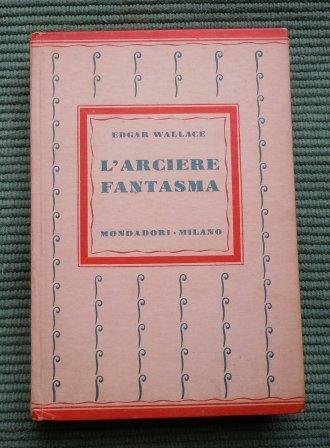 EDGAR WALLACE
L'ARCIERE
FANTASMA
MONDADORI • MILANO